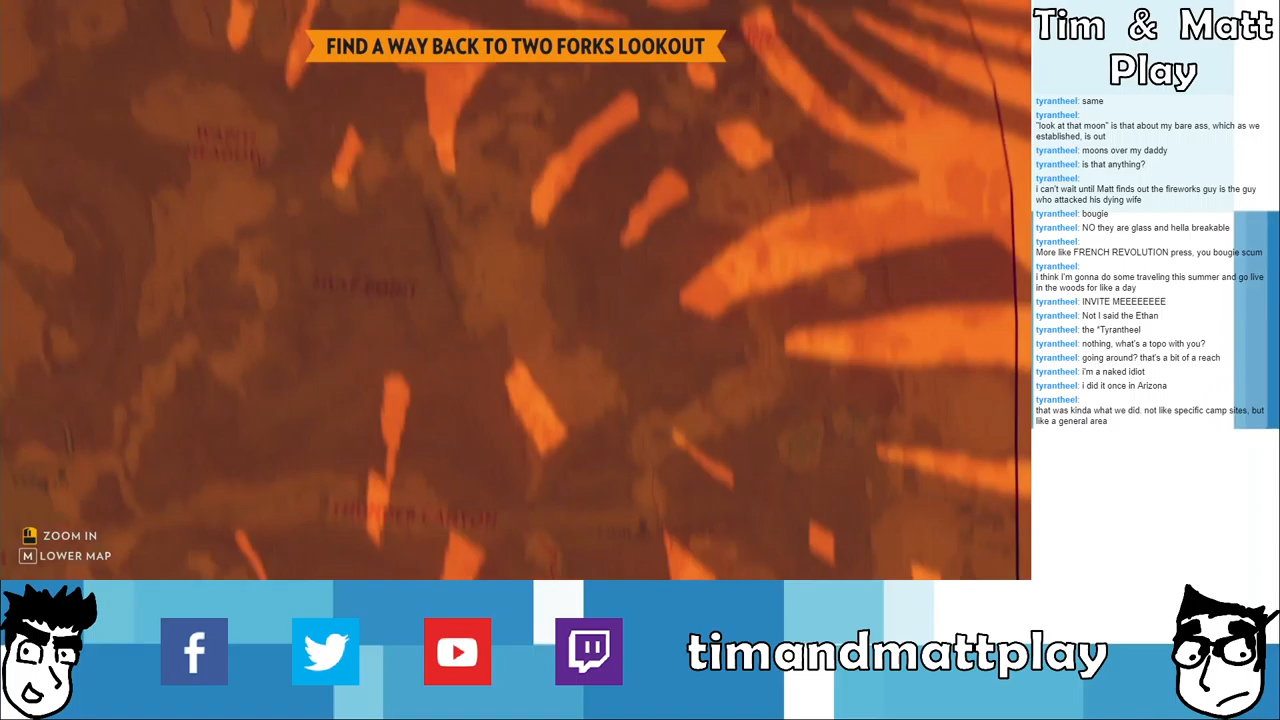 FIND A WAY BACK TO TWO FORKS LOOKOUT
THUNDER CANYON
ZOOM IN
M LOWER MAP
Tim & Matt
Play
tyrantheel: same
tyrantheel:
"look at that moon" is that about my bare ass, which as we
established, is out
tyrantheel: moons over my daddy
tyrantheel: is that anything?
tyrantheel:
i can't wait until Matt finds out the fireworks guy is the guy
who attacked his dying wife
tyrantheel: bougie
tyrantheel: NO they are glass and hella breakable
tyrantheel:
More like FRENCH REVOLUTION press, you bougie scum
tyrantheel:
i think I'm gonna do some traveling this summer and go live
in the woods for like a day
tyrantheel: INVITE MEEEEEEEE
tyrantheel: Not I said the Ethan
tyrantheel: the *Tyrantheel
tyrantheel: nothing, what's a topo with you?
tyrantheel: going around? that's a bit of a reach
tyrantheel: i'm a naked idiot
tyrantheel: i did it once in Arizona
tyrantheel:
that was kinda what we did. not like specific camp sites, but
like a general area
timandmattplay